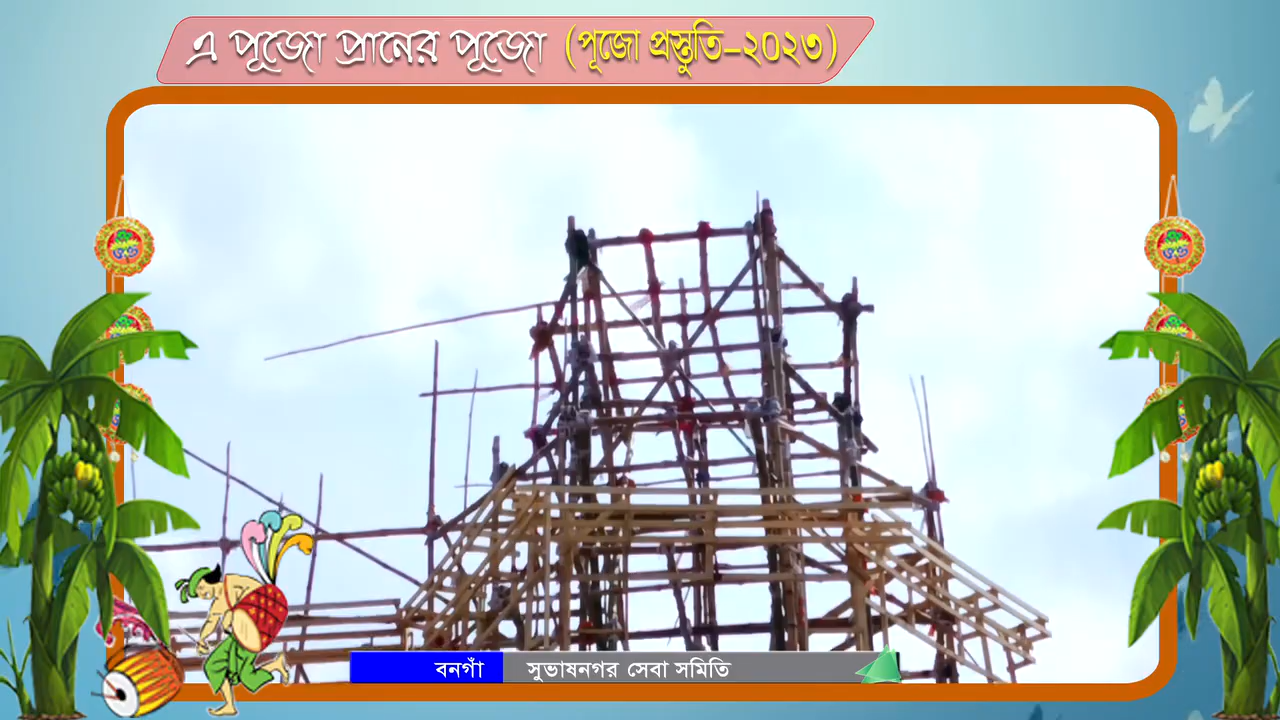 এ পূজো প্রানের পূজো (পূজো প্রস্তুতি-২০২৩)
বনগাঁ সুভাষনগর সেবা সমিতি